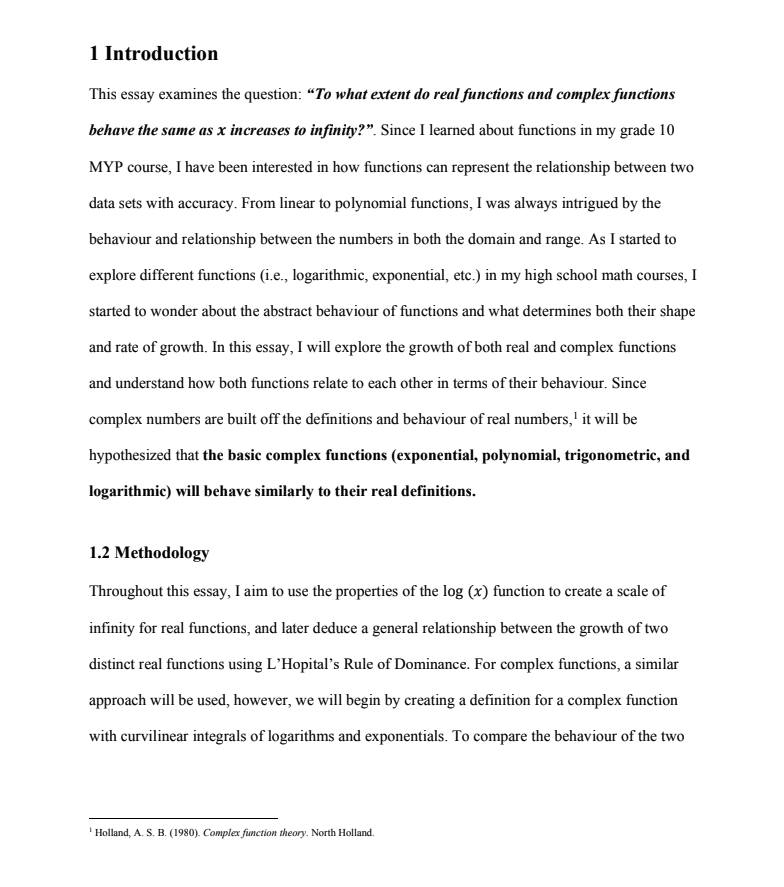 1 Introduction
This essay examines the question: “To what extent do real functions and complex functions
behave the same as x increases to infinity?”. Since I learned about functions in my grade 10
MYP course, I have been interested in how functions can represent the relationship between two
data sets with accuracy. From linear to polynomial functions, I was always intrigued by the
behaviour and relationship between the numbers in both the domain and range. As I started to
explore different functions (i.e., logarithmic, exponential, etc.) in my high school math courses, I
started to wonder about the abstract behaviour of functions and what determines both their shape
and rate of growth. In this essay, I will explore the growth of both real and complex functions
and understand how both functions relate to each other in terms of their behaviour. Since
complex numbers are built off the definitions and behaviour of real numbers,¹ it will be
hypothesized that the basic complex functions (exponential, polynomial, trigonometric, and
logarithmic) will behave similarly to their real definitions.
1.2 Methodology
Throughout this essay, I aim to use the properties of the log (x) function to create a scale of
infinity for real functions, and later deduce a general relationship between the growth of two
distinct real functions using L’Hopital’s Rule of Dominance. For complex functions, a similar
approach will be used, however, we will begin by creating a definition for a complex function
with curvilinear integrals of logarithms and exponentials. To compare the behaviour of the two
¹ Holland, A. S. B. (1980). Complex function theory. North Holland.